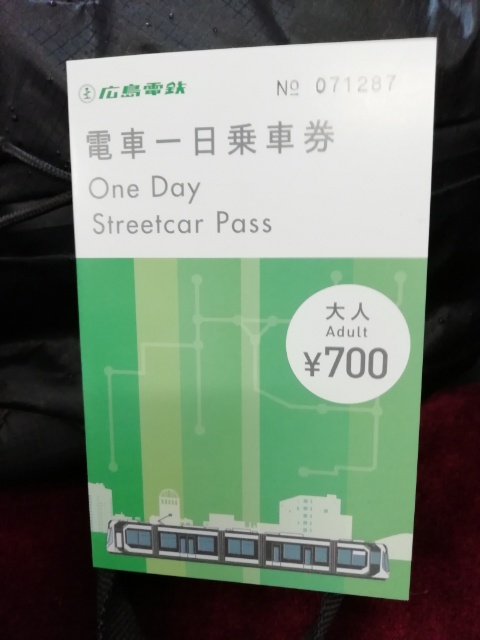 広島電鉄
№ 071287
電車一日乗車券
One Day
Streetcar Pass
大人
Adult
¥700